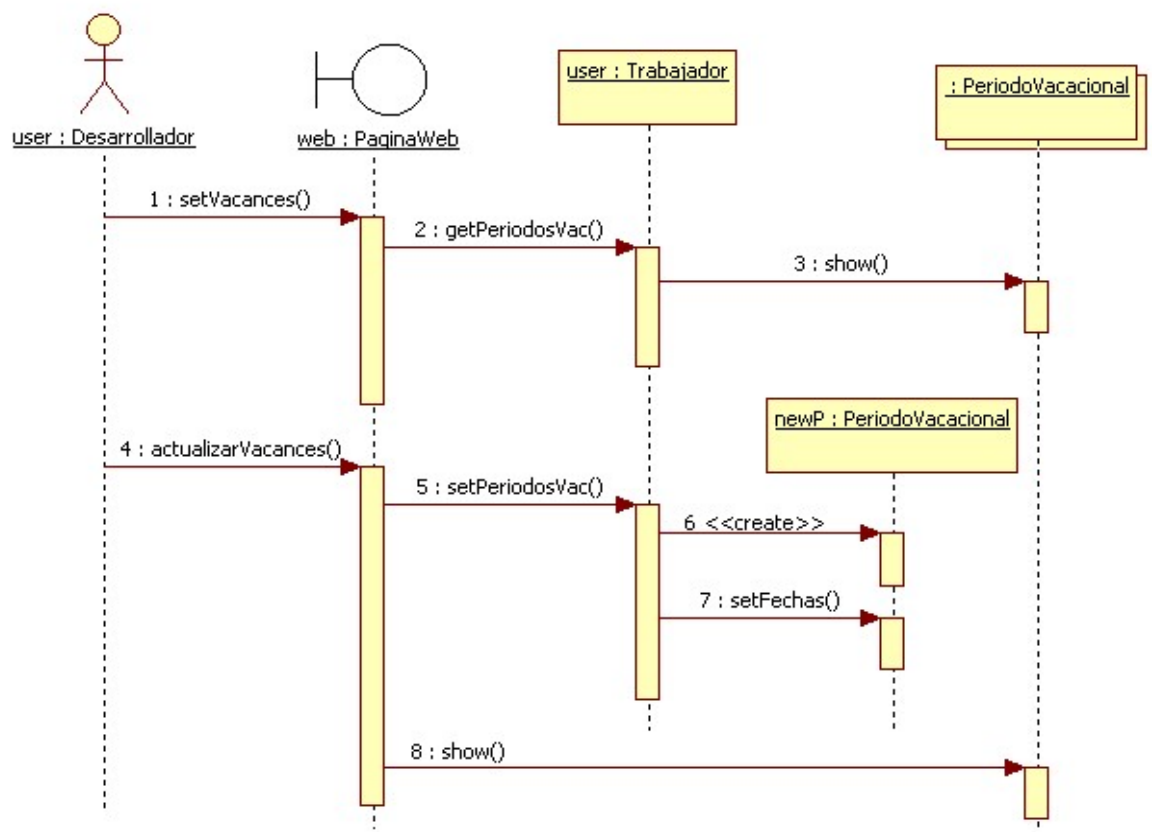 user : Trabajador
: PeriodoVacacional
user : Desarrollador
web : PaginaWeb
1 : setVacances()
2 : getPeriodosVac()
3 : show()
newP : PeriodoVacacional
4 : actualizarVacances()
5 : setPeriodosVac()
6 <<create>>
7 : setFechas()
8 : show()